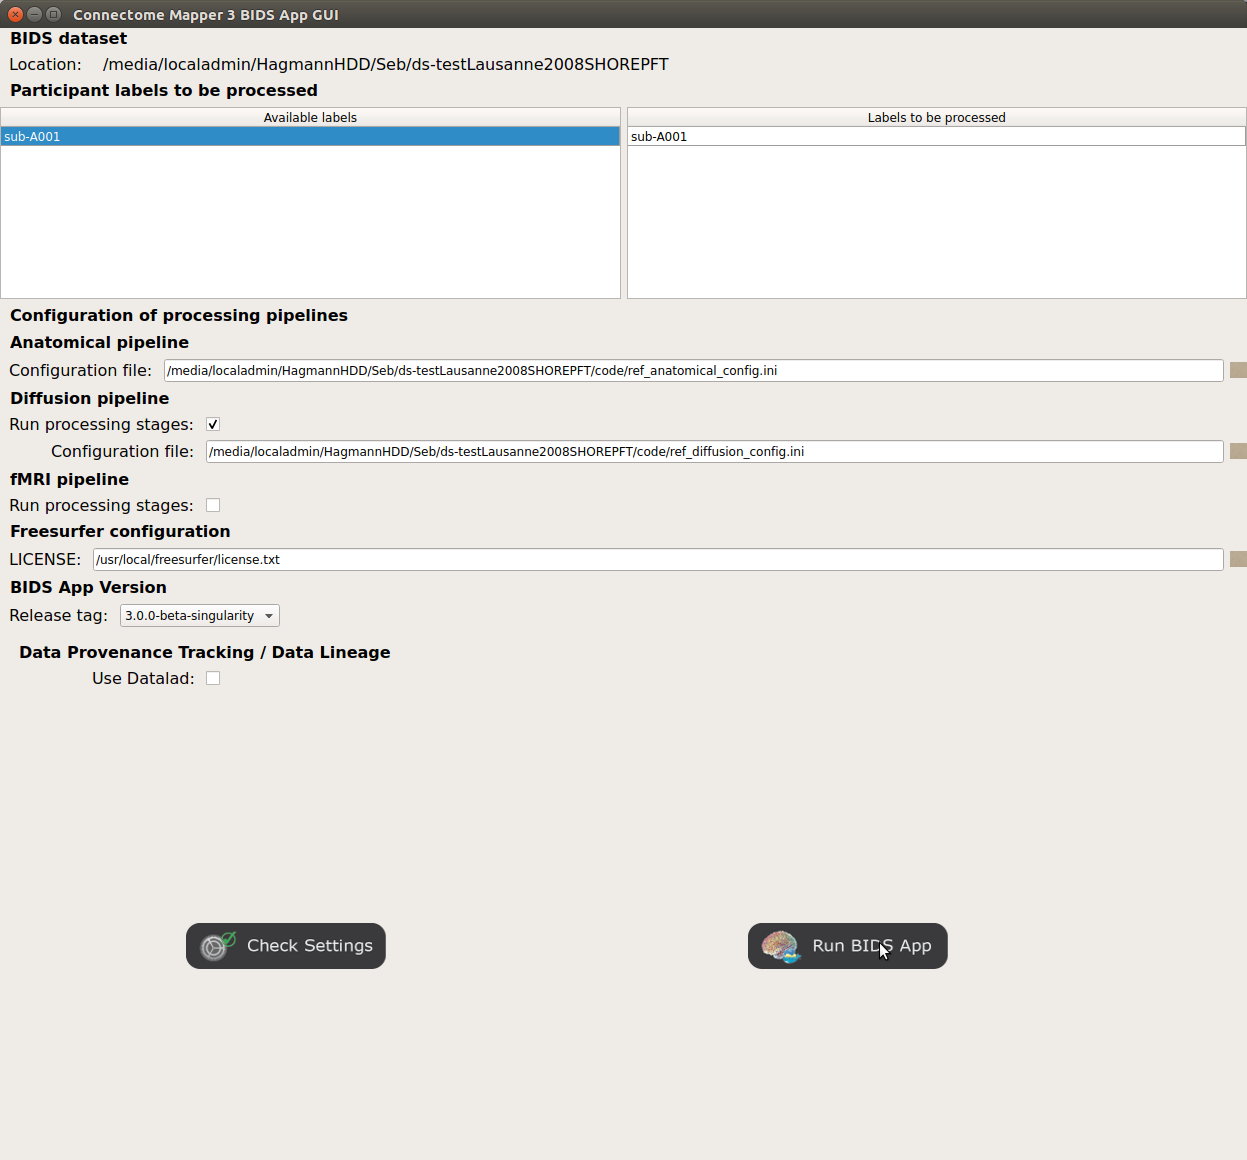 Connectome Mapper 3 BIDS App GUI
BIDS dataset
Location: /media/localadmin/HagmannHDD/Seb/ds-testLausanne2008SHOREPFT
Participant labels to be processed
Available labels
sub-A001
Labels to be processed
sub-A001
Configuration of processing pipelines
Anatomical pipeline
Configuration file: /media/localadmin/HagmannHDD/Seb/ds-testLausanne2008SHOREPFT/code/ref_anatomical_config.ini
Diffusion pipeline
Run processing stages:
Configuration file: /media/localadmin/HagmannHDD/Seb/ds-testLausanne2008SHOREPFT/code/ref_diffusion_config.ini
fMRI pipeline
Run processing stages:
Freesurfer configuration
LICENSE: /usr/local/freesurfer/license.txt
BIDS App Version
Release tag: 3.0.0-beta-singularity
Data Provenance Tracking / Data Lineage
Use Datalad:
Check Settings
Run BIDS App